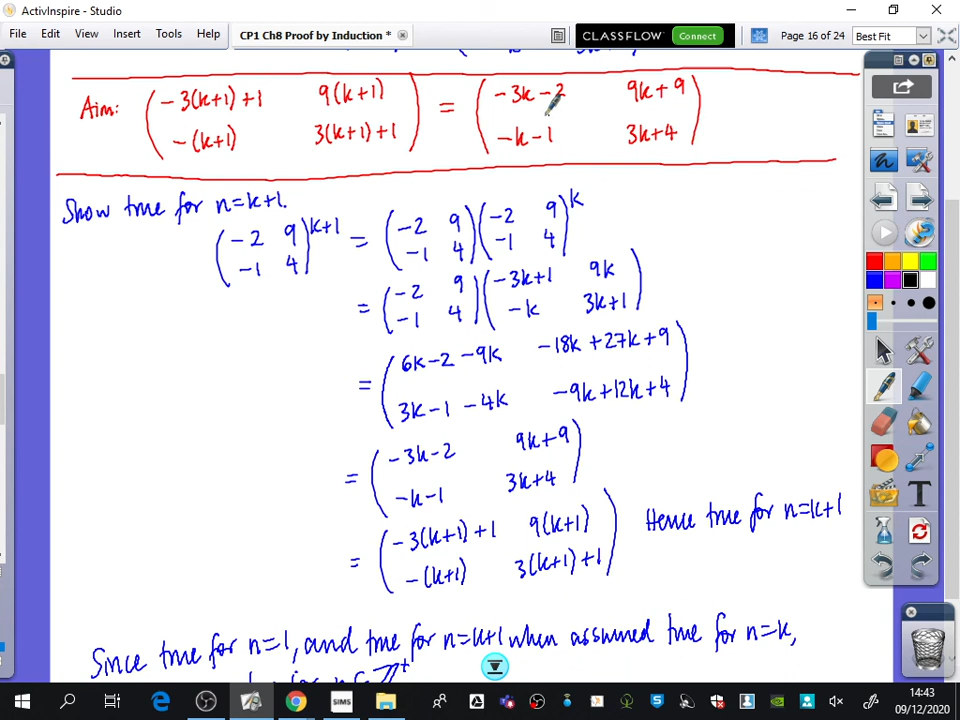 ActivInspire - Studio
File Edit View Insert Tools Help
CP1 Ch8 Proof by Induction *
CLASSFLOW Connect
Page 16 of 24
Best Fit
Aim: ( -3(k+1)+1 9(k+1) ) = ( -3k-2 9k+9 )
( -(k+1) 3(k+1)+1 ) ( -k-1 3k+4 )
Show true for n=k+1.
( -2 9 )^k+1 = ( -2 9 ) ( -2 9 )^k
( -1 4 ) ( -1 4 ) ( -1 4 )
= ( -2 9 ) ( -3k+1 9k )
( -1 4 ) ( -k 3k+1 )
= ( 6k-2-9k -18k+27k+9 )
( 3k-1-4k -9k+12k+4 )
= ( -3k-2 9k+9 )
( -k-1 3k+4 )
= ( -3(k+1)+1 9(k+1) ) Hence true for n=k+1
( -(k+1) 3(k+1)+1 )
Since true for n=1, and true for n=k+1 when assumed true for n=k,
SIMS
14:43
09/12/2020